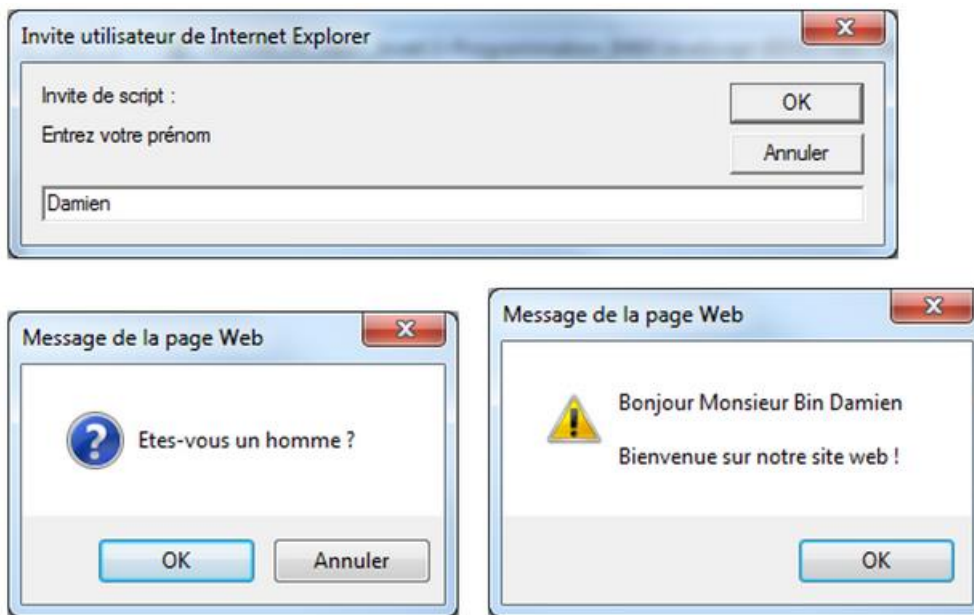 Invite utilisateur de Internet Explorer
Invite de script :
Entrez votre prénom
OK
Annuler
Damien
Message de la page Web
Etes-vous un homme ?
OK
Annuler
Message de la page Web
Bonjour Monsieur Bin Damien
Bienvenue sur notre site web !
OK